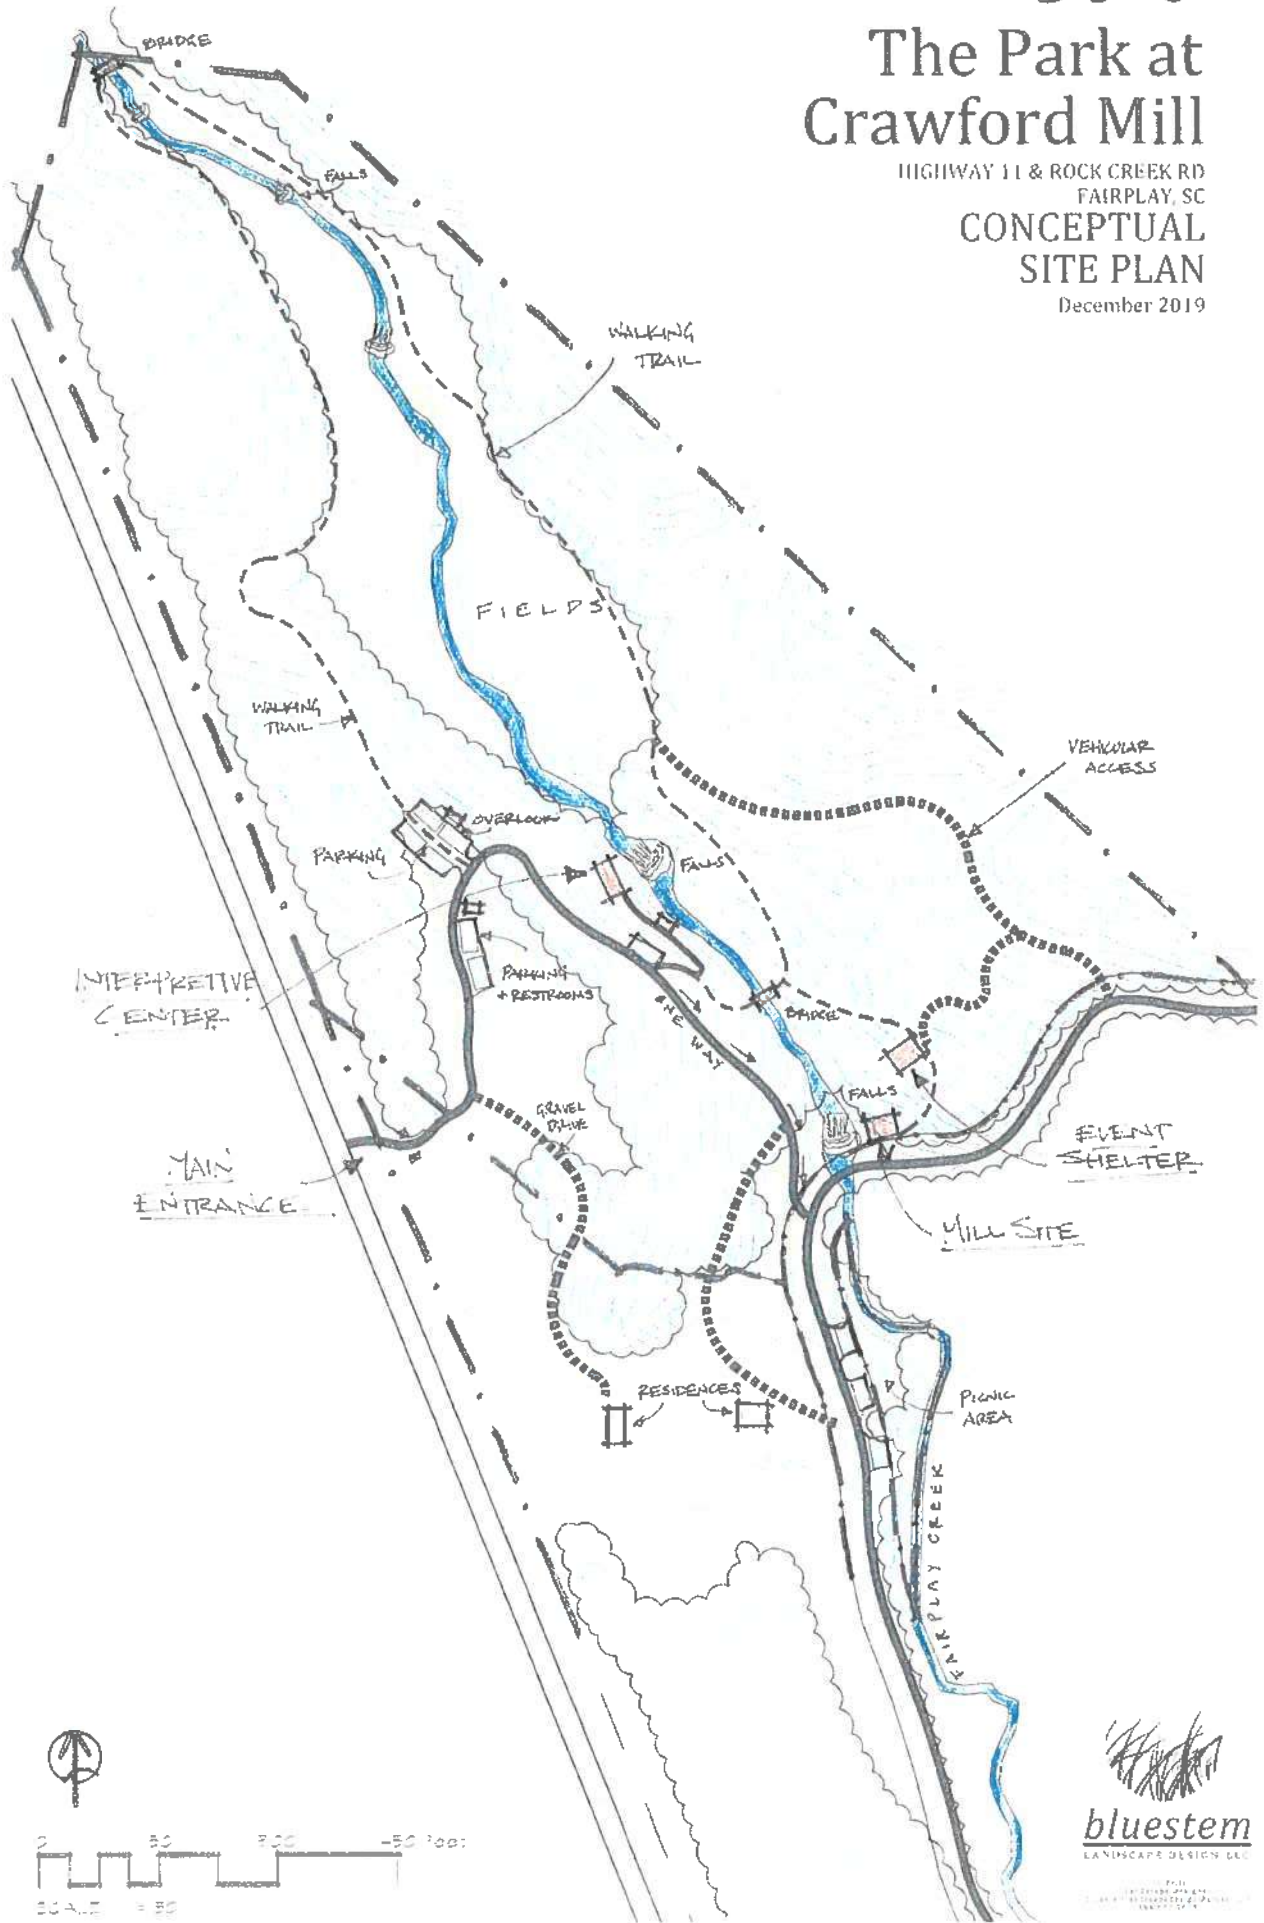 The Park at
Crawford Mill
HIGHWAY 11 & ROCK CREEK RD
FAIRPLAY, SC
CONCEPTUAL
SITE PLAN
December 2019
BRIDGE
FALLS
WALKING
TRAIL
FIELDS
WALKING
TRAIL
VEHICULAR
ACCESS
OVERLOOK
PARKING
FALLS
INTERPRETIVE
CENTER
PARKING
+ RESTROOMS
BRIDGE
ONE WAY
FALLS
GRAVEL
DRIVE
EVENT
SHELTER
MAIN
ENTRANCE
MILL SITE
RESIDENCES
PICNIC
AREA
FAIRPLAY CREEK
0 50
SCALE
bluestem
LANDSCAPE DESIGN LLC